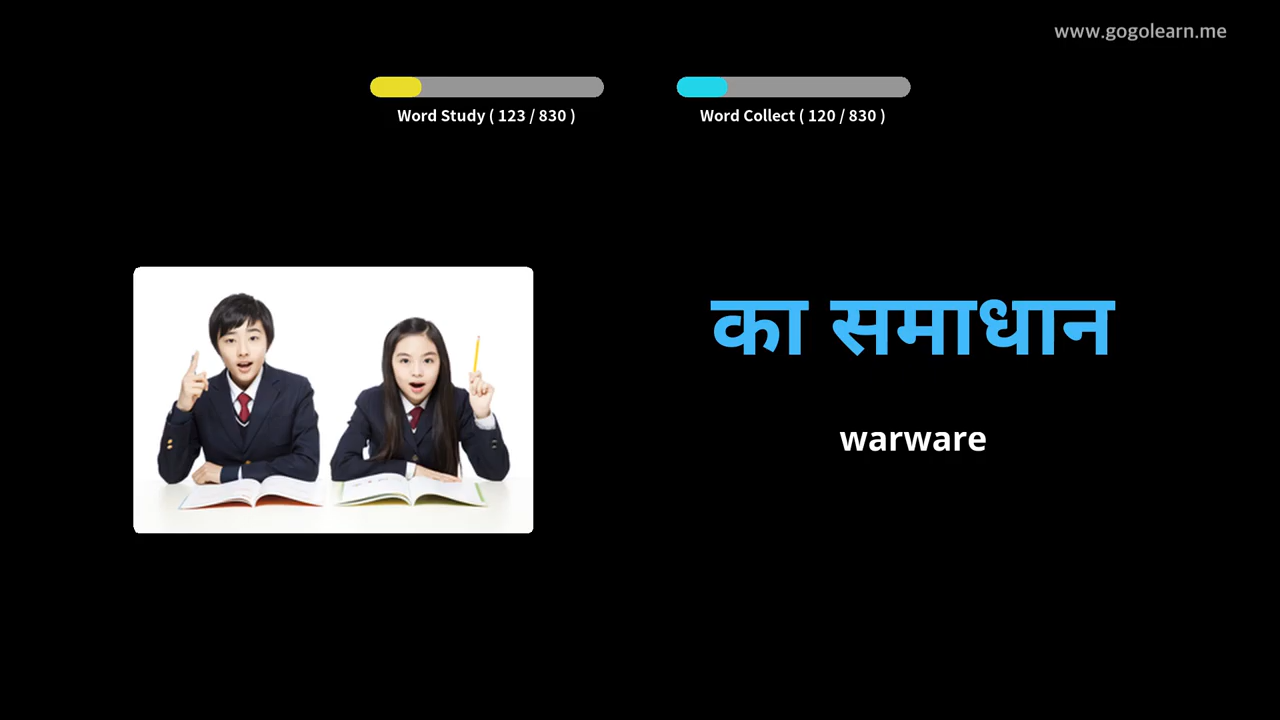 www.gogolearn.me
Word Study ( 123 / 830 )
Word Collect ( 120 / 830 )
का समाधान
warware